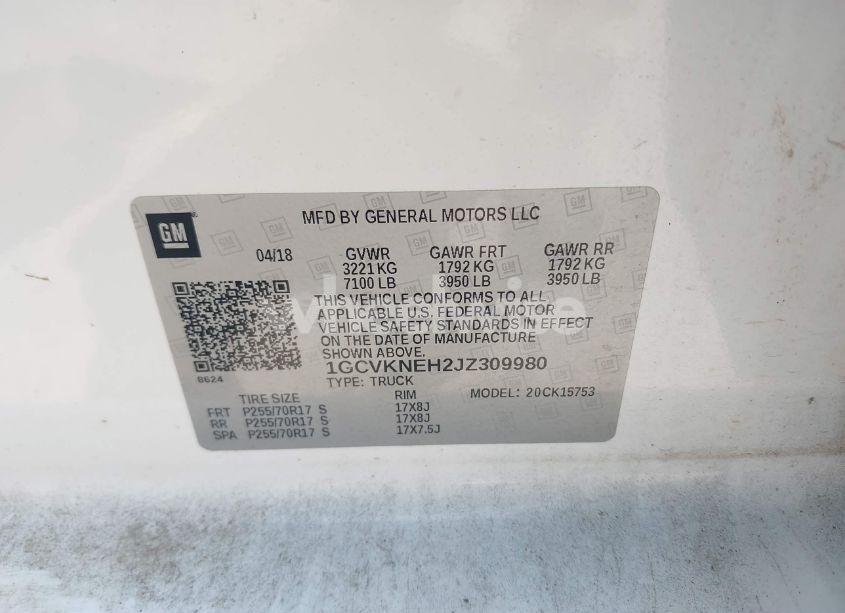 GM
MFD BY GENERAL MOTORS LLC
04/18 GVWR GAWR FRT GAWR RR
3221 KG 1792 KG 1792 KG
7100 LB 3950 LB 3950 LB
THIS VEHICLE CONFORMS TO ALL
APPLICABLE U.S. FEDERAL MOTOR
VEHICLE SAFETY STANDARDS IN EFFECT
ON THE DATE OF MANUFACTURE
SHOWN ABOVE.
1GCVKNEH2JZ309980
8624
TYPE: TRUCK MODEL: 20CK15753
TIRE SIZE RIM
FRT P255/70R17 S 17X8J
RR P255/70R17 S 17X8J
SPA P255/70R17 S 17X7.5J